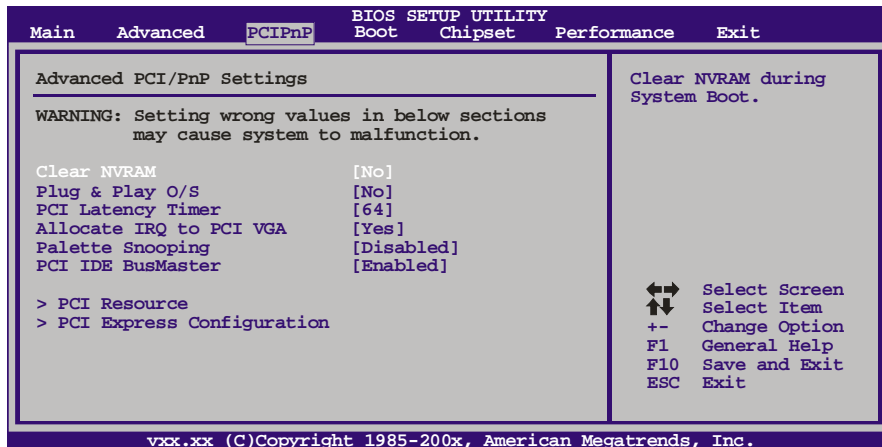 BIOS SETUP UTILITY
Main Advanced PCIPnP Boot Chipset Performance Exit
Advanced PCI/PnP Settings
WARNING: Setting wrong values in below sections
may cause system to malfunction.
Clear NVRAM [No]
Plug & Play O/S [No]
PCI Latency Timer [64]
Allocate IRQ to PCI VGA [Yes]
Palette Snooping [Disabled]
PCI IDE BusMaster [Enabled]
> PCI Resource
> PCI Express Configuration
Clear NVRAM during
System Boot.
Select Screen
Select Item
+- Change Option
F1 General Help
F10 Save and Exit
ESC Exit
vxx.xx (C)Copyright 1985-200x, American Megatrends, Inc.